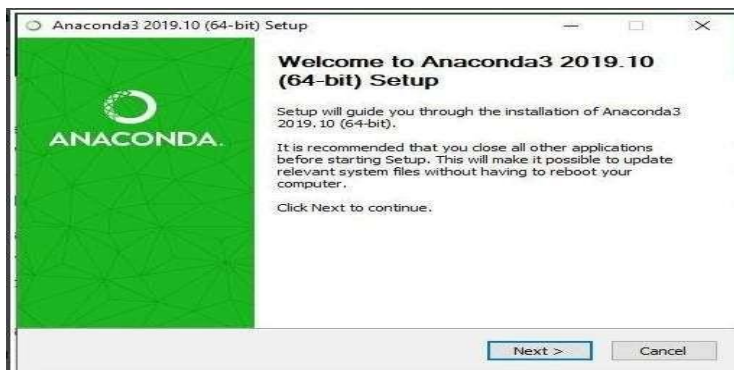 Anaconda3 2019.10 (64-bit) Setup
ANACONDA.
Welcome to Anaconda3 2019.10
(64-bit) Setup
Setup will guide you through the installation of Anaconda3
2019.10 (64-bit).
It is recommended that you close all other applications
before starting Setup. This will make it possible to update
relevant system files without having to reboot your
computer.
Click Next to continue.
Next >
Cancel